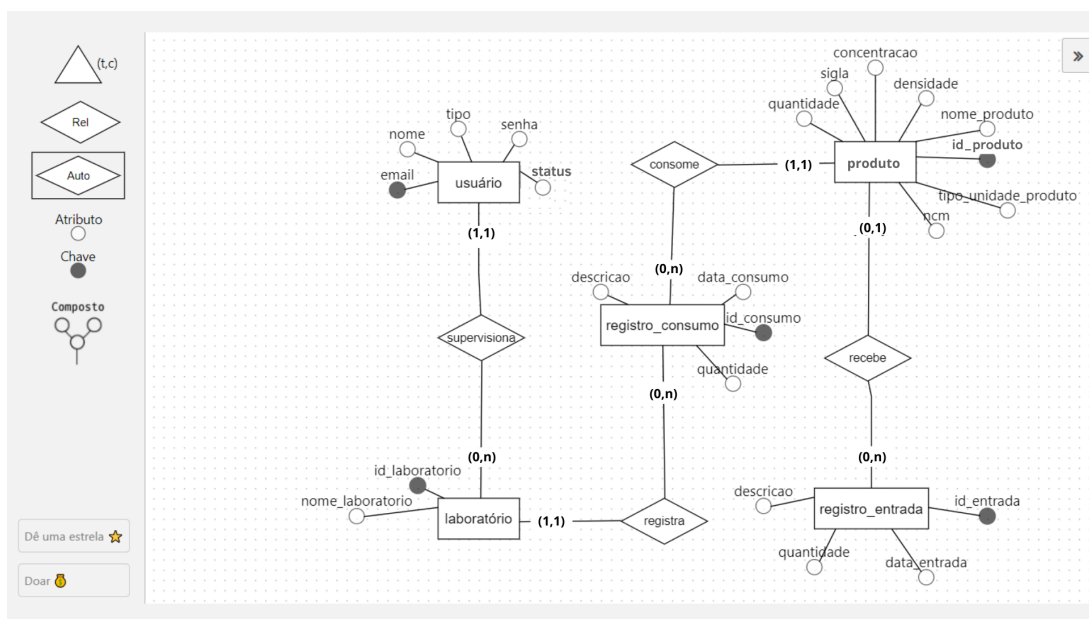 (t,c)
Rel
Auto
Atributo
Chave
Composto
Dê uma estrela
Doar
nome
tipo
senha
email
status
usuário
(1,1)
supervisiona
(0,n)
id_laboratorio
nome_laboratorio
laboratório
(1,1)
registra
(0,n)
consome
(1,1)
(0,n)
descricao
data_consumo
id_consumo
registro_consumo
quantidade
concentracao
sigla
densidade
quantidade
nome_produto
id_produto
produto
tipo_unidade_produto
ncm
(0,1)
recebe
(0,n)
descricao
id_entrada
registro_entrada
quantidade
data_entrada